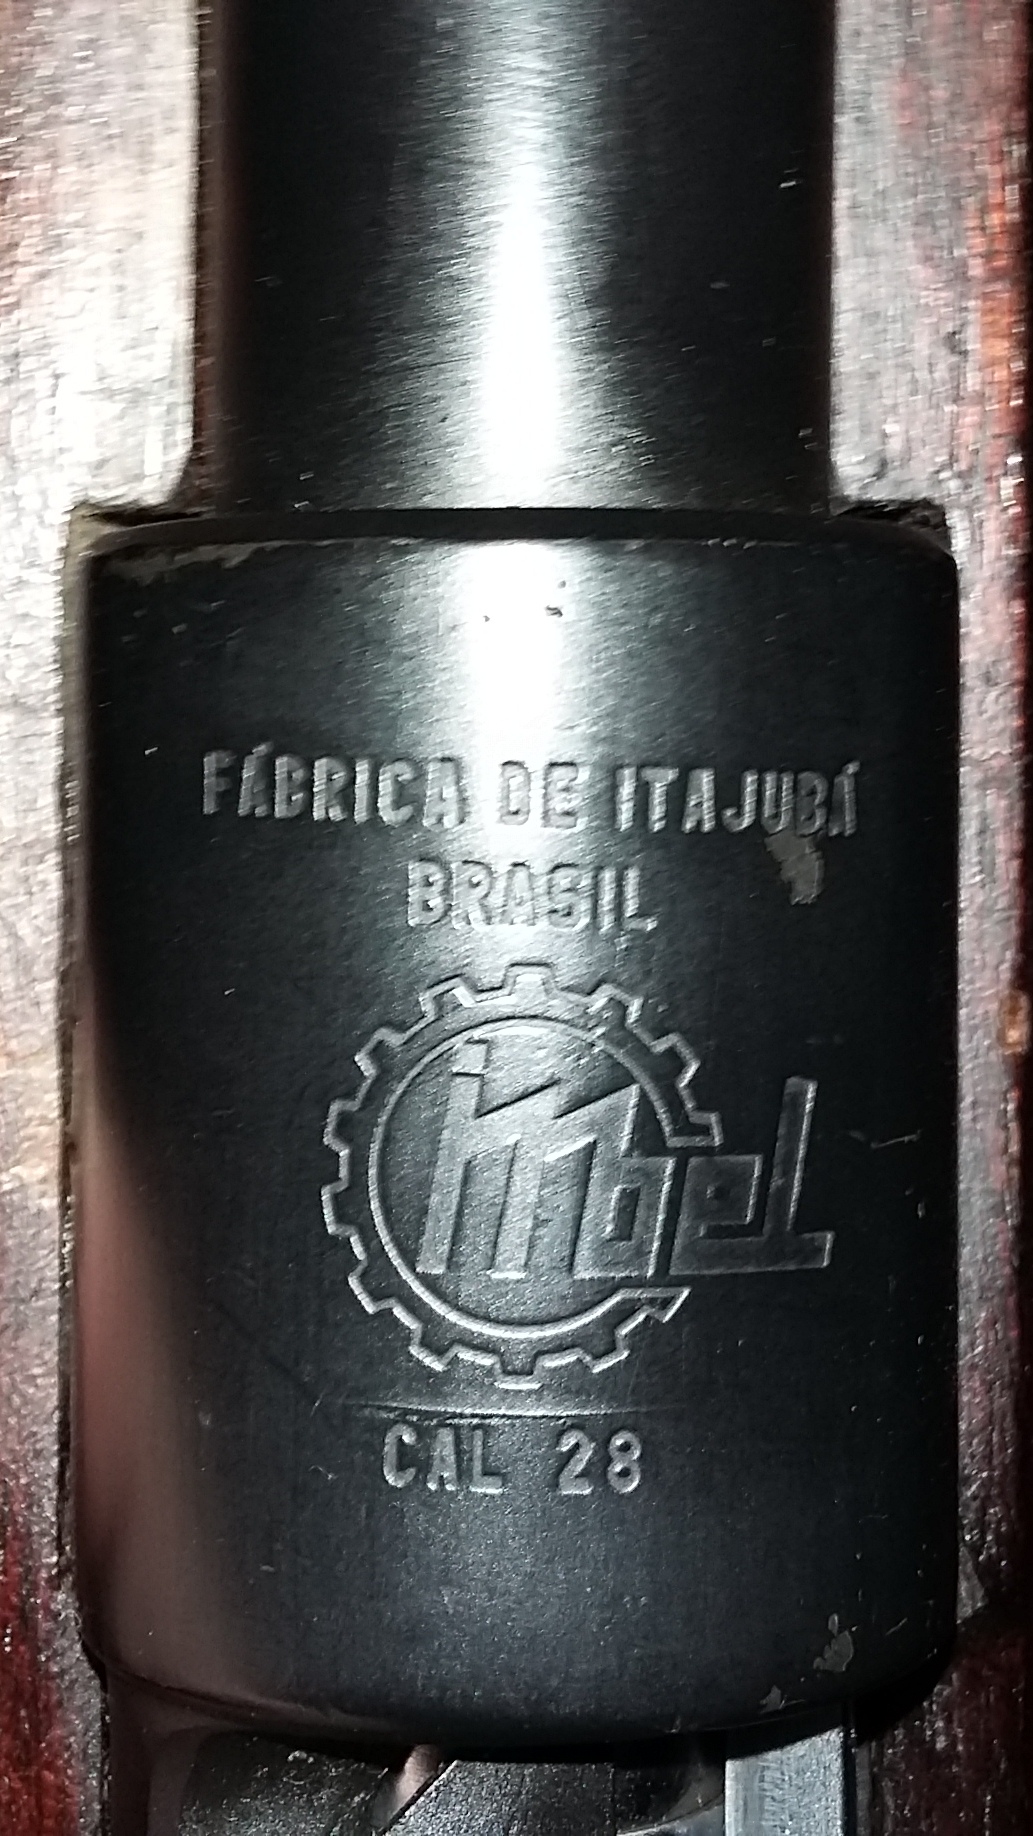 FÁBRICA DE ITAJUBÁ
BRASIL
imbel
CAL 28